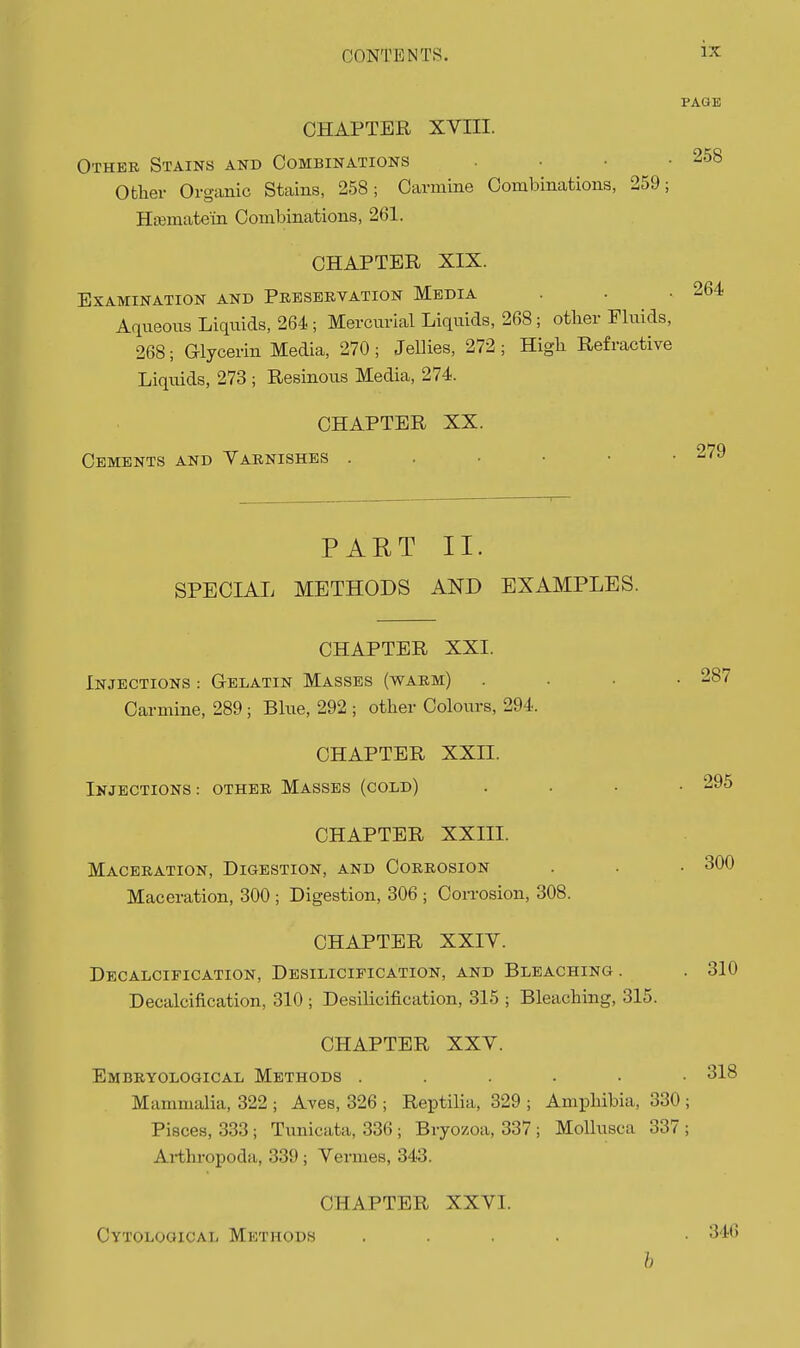 CONTENTS. ix
PAGE
CHAPTER XVIII.
OTHER STAINS AND COMBINATIONS . . . . 258
Other Organic Stains, 258; Carmine Combinations, 259;
Hæmateïn Combinations, 261.
CHAPTER XIX.
EXAMINATION AND PRESERVATION MEDIA . . . 264
Aqueous Liquids, 264; Mercurial Liquids, 268; other Fluids,
268; Glycerin Media, 270; Jellies, 272; High Refractive
Liquids, 273; Resinous Media, 274.
CHAPTER XX.
CEMENTS AND VARNISHES . . . . . . 279
PART II.
SPECIAL METHODS AND EXAMPLES.
CHAPTER XXI.
INJECTIONS: GELATIN MASSES (WARM) . . . . 287
Carmine, 289; Blue, 292; other Colours, 294.
CHAPTER XXII.
INJECTIONS: OTHER MASSES (COLD) . . . . 295
CHAPTER XXIII.
MACERATION, DIGESTION, AND CORROSION . . . 300
Maceration, 300; Digestion, 306; Corrosion, 308.
CHAPTER XXIV.
DECALCIFICATION, DESILICIFICATION, AND BLEACHING . . 310
Decalcification, 310; Desilicification, 315; Bleaching, 315.
CHAPTER XXV.
EMBRYOLOGICAL METHODS . . . . . . 318
Mammalia, 322; Aves, 326; Reptilia, 329; Amphibia, 330;
Pisces, 333; Tunicata, 336; Bryozoa, 337; Mollusca 337;
Arthropoda, 339; Vermes, 343.
CHAPTER XXVI.
CYTOLOGICAL METHODS . . . . . 346
b